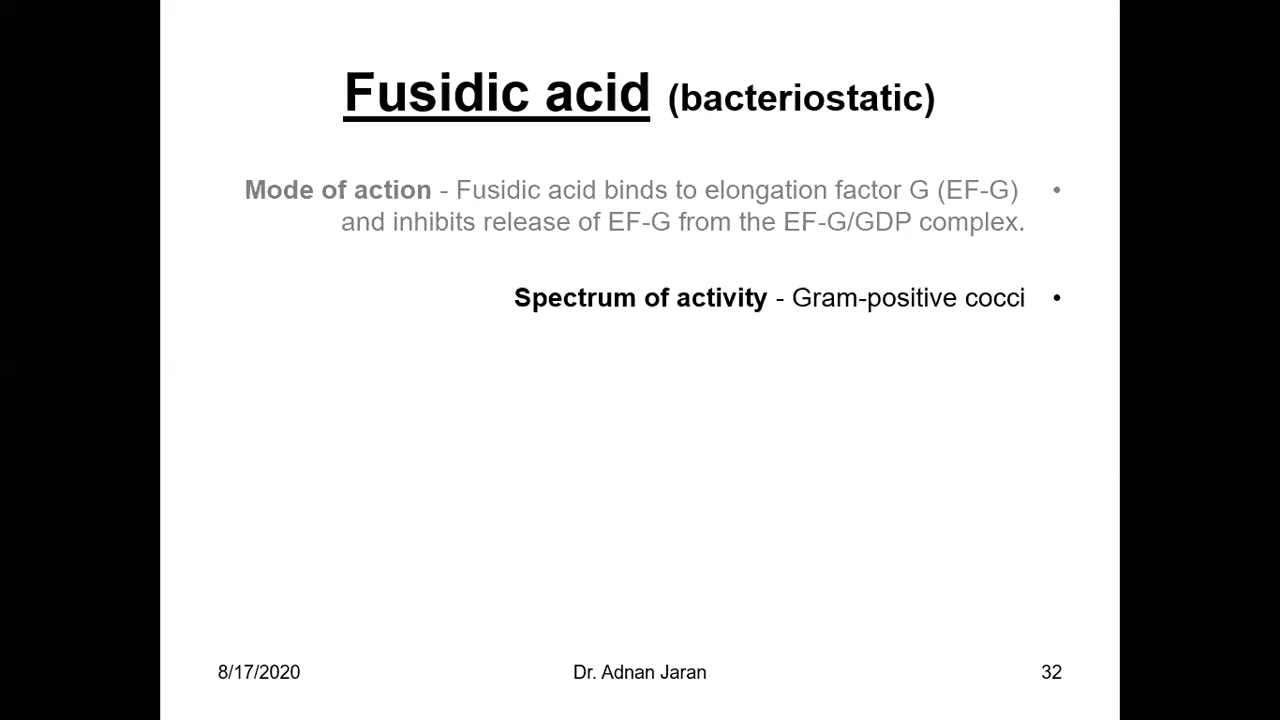 Fusidic acid (bacteriostatic)
• Mode of action - Fusidic acid binds to elongation factor G (EF-G)
and inhibits release of EF-G from the EF-G/GDP complex.
• Spectrum of activity - Gram-positive cocci
8/17/2020
Dr. Adnan Jaran
32